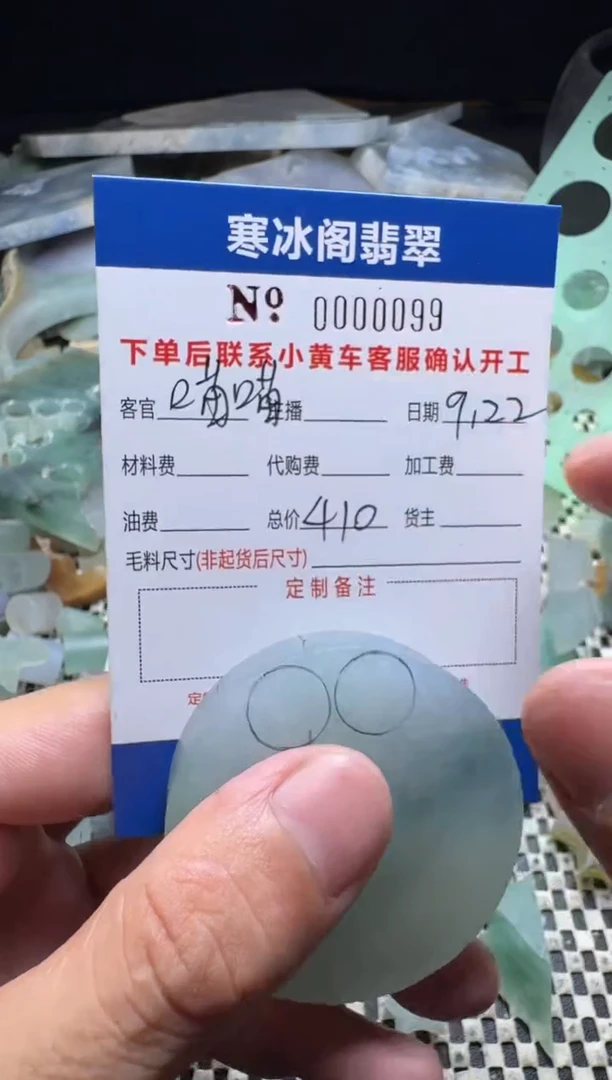 寒冰阁翡翠
Nº 0000099
下单后联系小黄车客服确认开工
客官 喵喵 播 日期 9.22
材料费 代购费 加工费
油费 总价 410 货主
毛料尺寸(非起货后尺寸)
定制备注
定